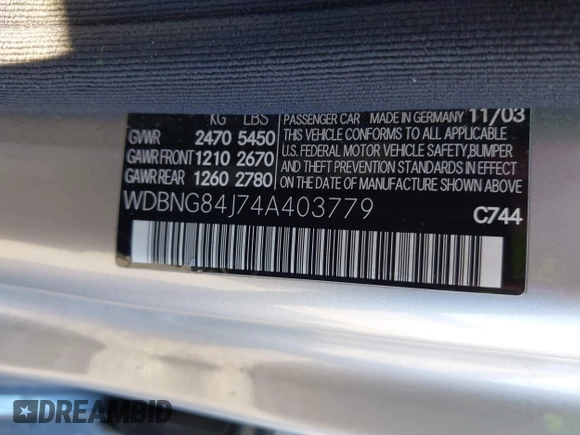 KG LBS
GVWR 2470 5450
GAWR FRONT 1210 2670
GAWR REAR 1260 2780
PASSENGER CAR MADE IN GERMANY 11/03
THIS VEHICLE CONFORMS TO ALL APPLICABLE
U.S. FEDERAL MOTOR VEHICLE SAFETY,BUMPER
AND THEFT PREVENTION STANDARDS IN EFFECT
ON THE DATE OF MANUFACTURE
WDBNG84J74A403779
C744
DREAMBID